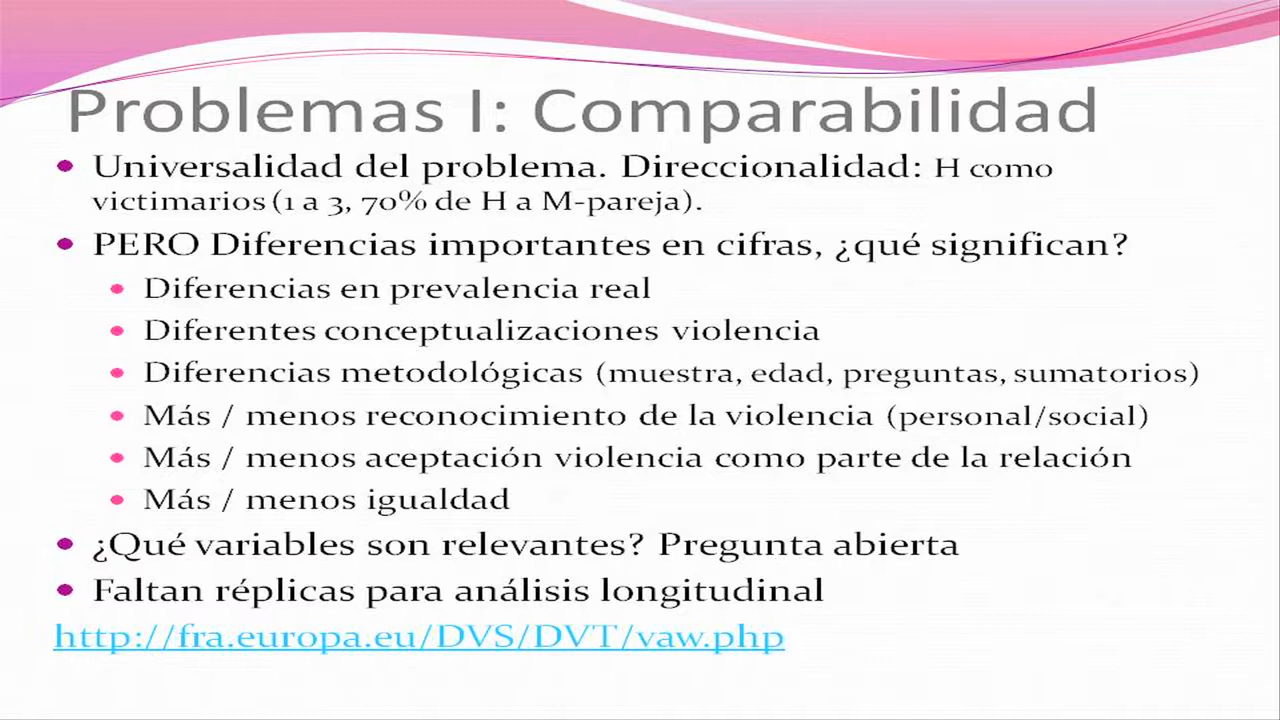 Problemas I: Comparabilidad
Universalidad del problema. Direccionalidad: H como
victimarios (1 a 3, 70% de H a M-pareja).
PERO Diferencias importantes en cifras, ¿qué significan?
Diferencias en prevalencia real
Diferentes conceptualizaciones violencia
Diferencias metodológicas (muestra, edad, preguntas, sumatorios)
Más / menos reconocimiento de la violencia (personal/social)
Más / menos aceptación violencia como parte de la relación
Más / menos igualdad
¿Qué variables son relevantes? Pregunta abierta
Faltan réplicas para análisis longitudinal
http://fra.europa.eu/DVS/DVT/vaw.php